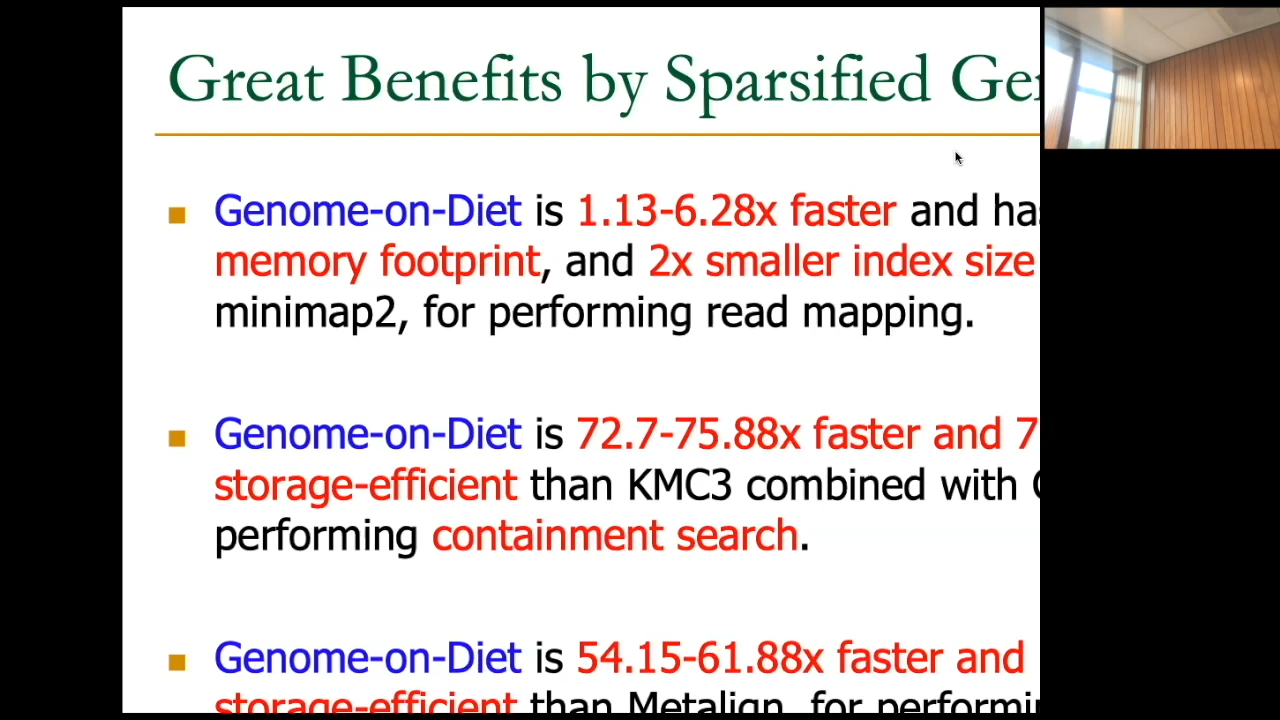 Great Benefits by Sparsified
Genome-on-Diet is 1.13-6.28x faster and
memory footprint, and 2x smaller index size
minimap2, for performing read mapping.
Genome-on-Diet is 72.7-75.88x faster and 7
storage-efficient than KMC3 combined with
performing containment search.
Genome-on-Diet is 54.15-61.88x faster and
storage-efficient than Metalign, for